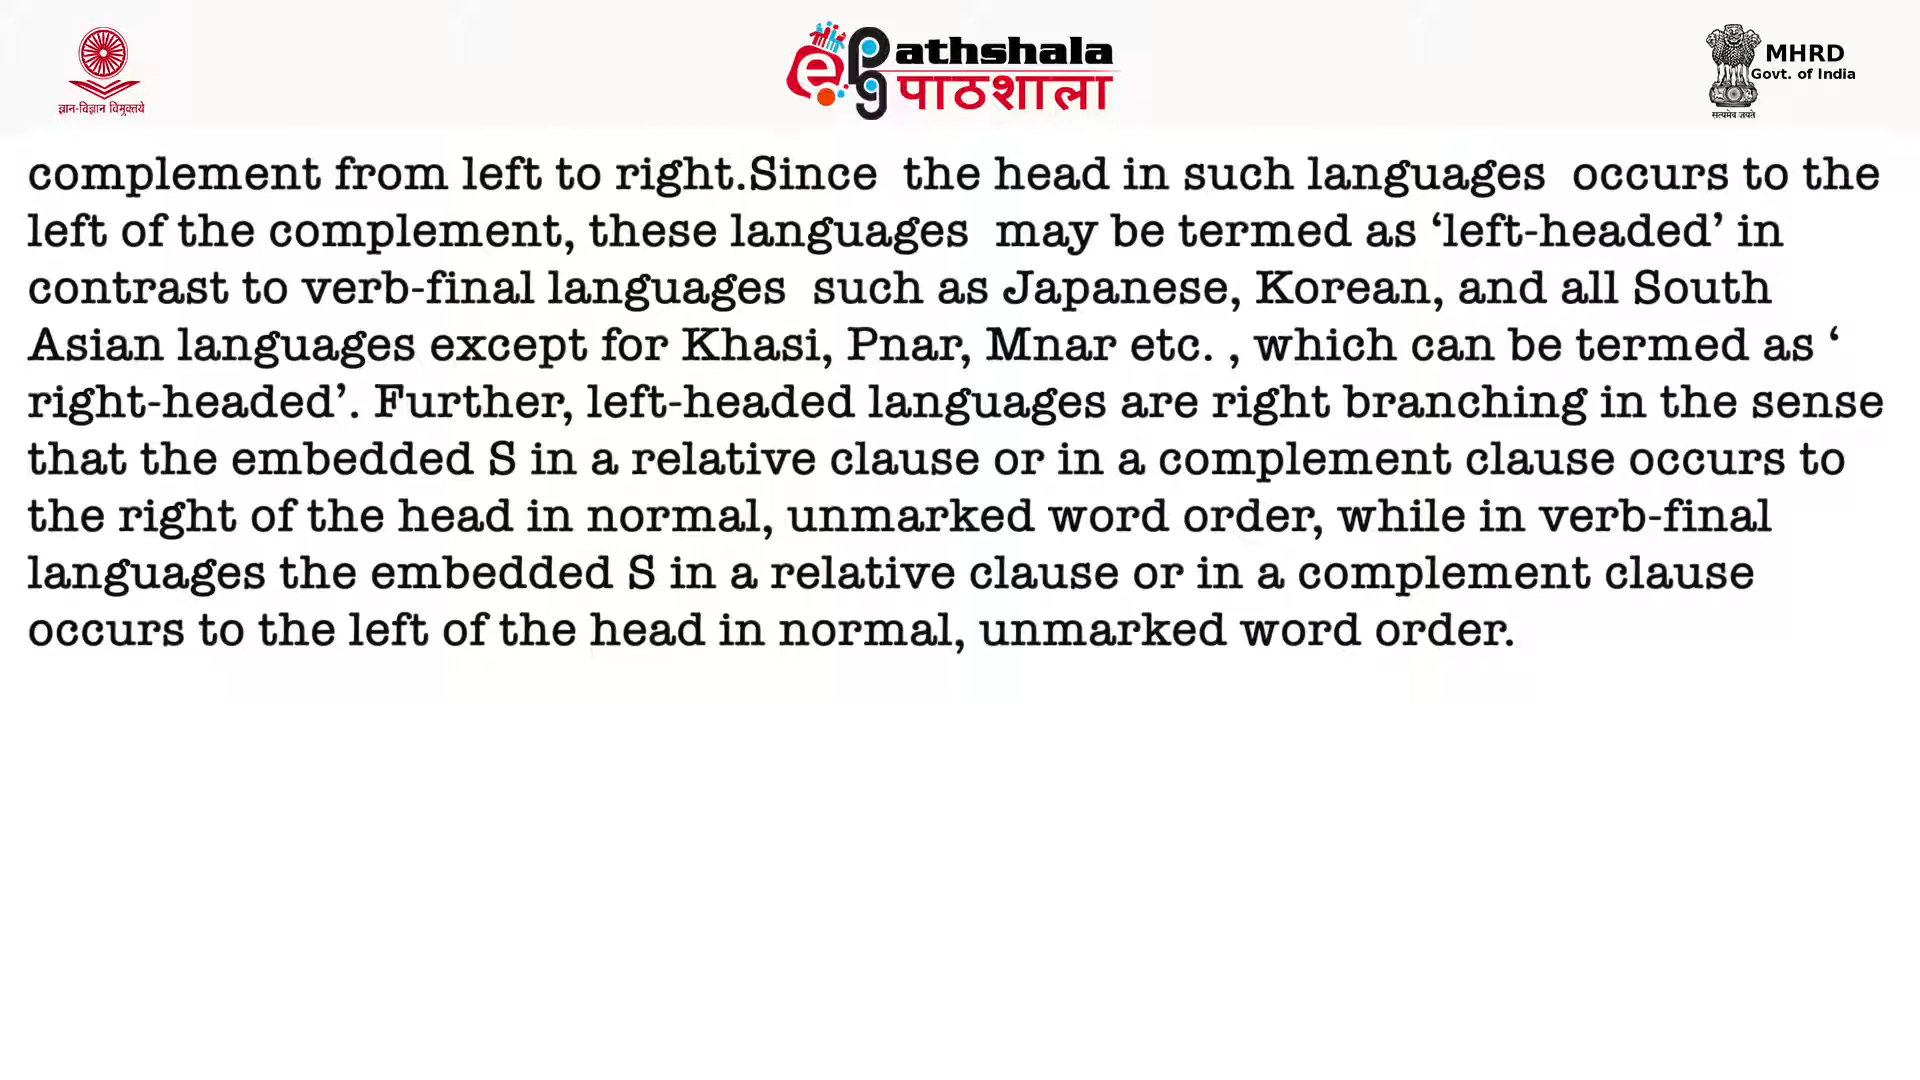 ज्ञान-विज्ञान विमुक्तये
e Pathshala
पाठशाला
MHRD
Govt. of India
सत्यमेव जयते
complement from left to right.Since  the head in such languages  occurs to the
left of the complement, these languages  may be termed as ‘left-headed’ in
contrast to verb-final languages  such as Japanese, Korean, and all South
Asian languages except for Khasi, Pnar, Mnar etc. , which can be termed as ‘
right-headed’. Further, left-headed languages are right branching in the sense
that the embedded S in a relative clause or in a complement clause occurs to
the right of the head in normal, unmarked word order, while in verb-final
languages the embedded S in a relative clause or in a complement clause
occurs to the left of the head in normal, unmarked word order.